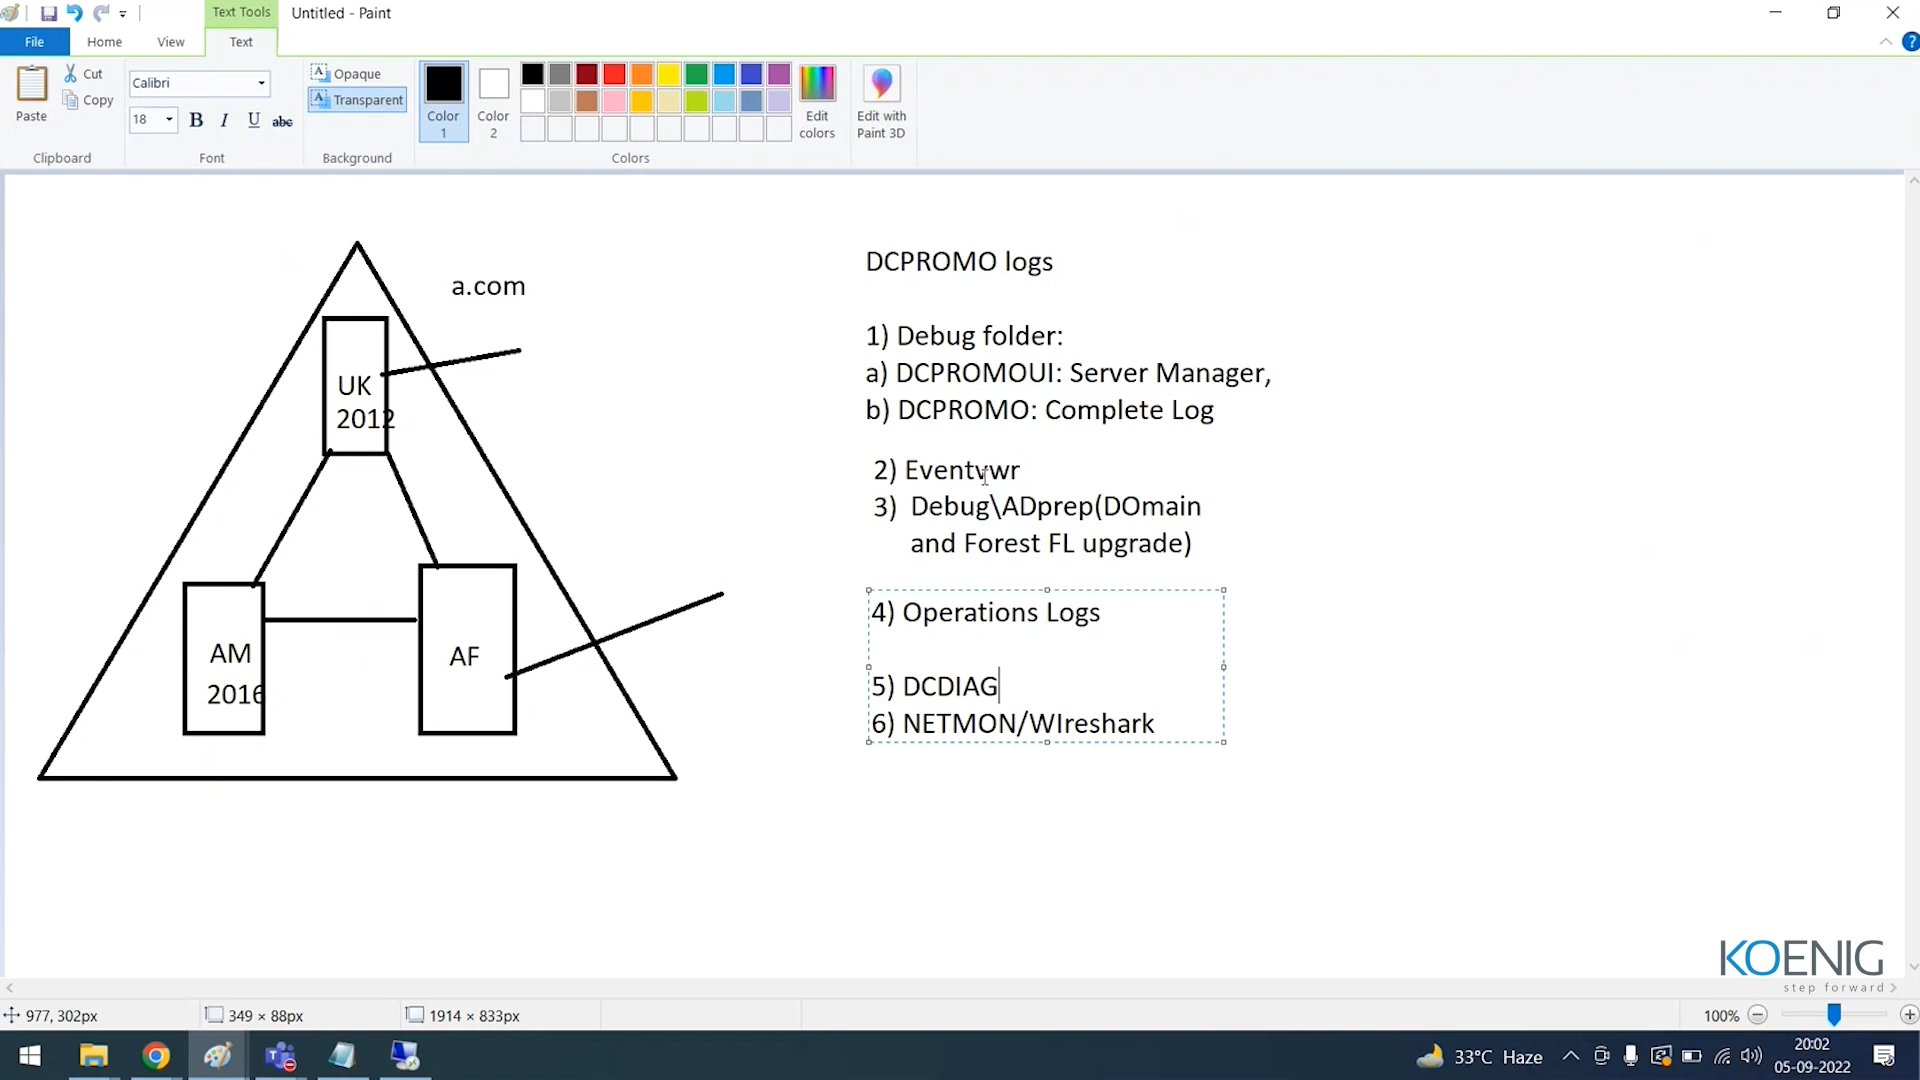 Text Tools
Untitled - Paint
File
Home
View
Text
Paste
Cut
Copy
Clipboard
Calibri
18
B I U abc
Font
Opaque
Transparent
Background
Color
1
Color
2
Edit
colors
Colors
Edit with
Paint 3D
a.com
UK
2012
AM
2016
AF
DCPROMO logs
1) Debug folder:
a) DCPROMOUI: Server Manager,
b) DCPROMO: Complete Log
2) Eventvwr
3) Debug\ADprep(DOmain
and Forest FL upgrade)
4) Operations Logs
5) DCDIAG
6) NETMON/WIreshark
KOENIG
step forward
977, 302px
349 × 88px
1914 × 833px
100%
33°C Haze
20:02
05-09-2022